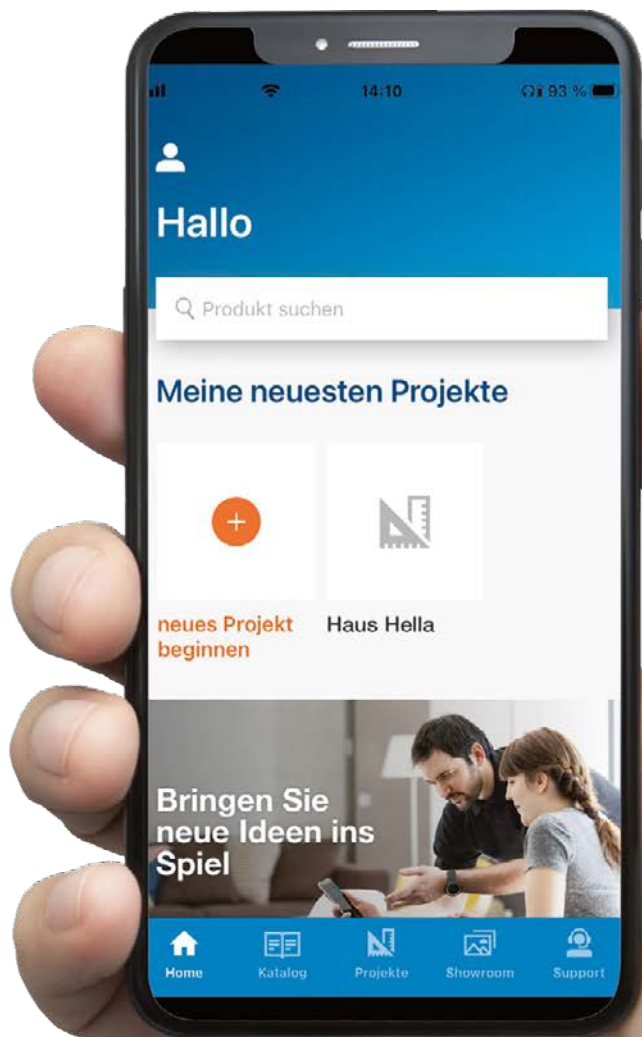 14:10
93 %
Hallo
Produkt suchen
Meine neuesten Projekte
neues Projekt
beginnen
Haus Hella
Bringen Sie
neue Ideen ins
Spiel
Home
Katalog
Projekte
Showroom
Support